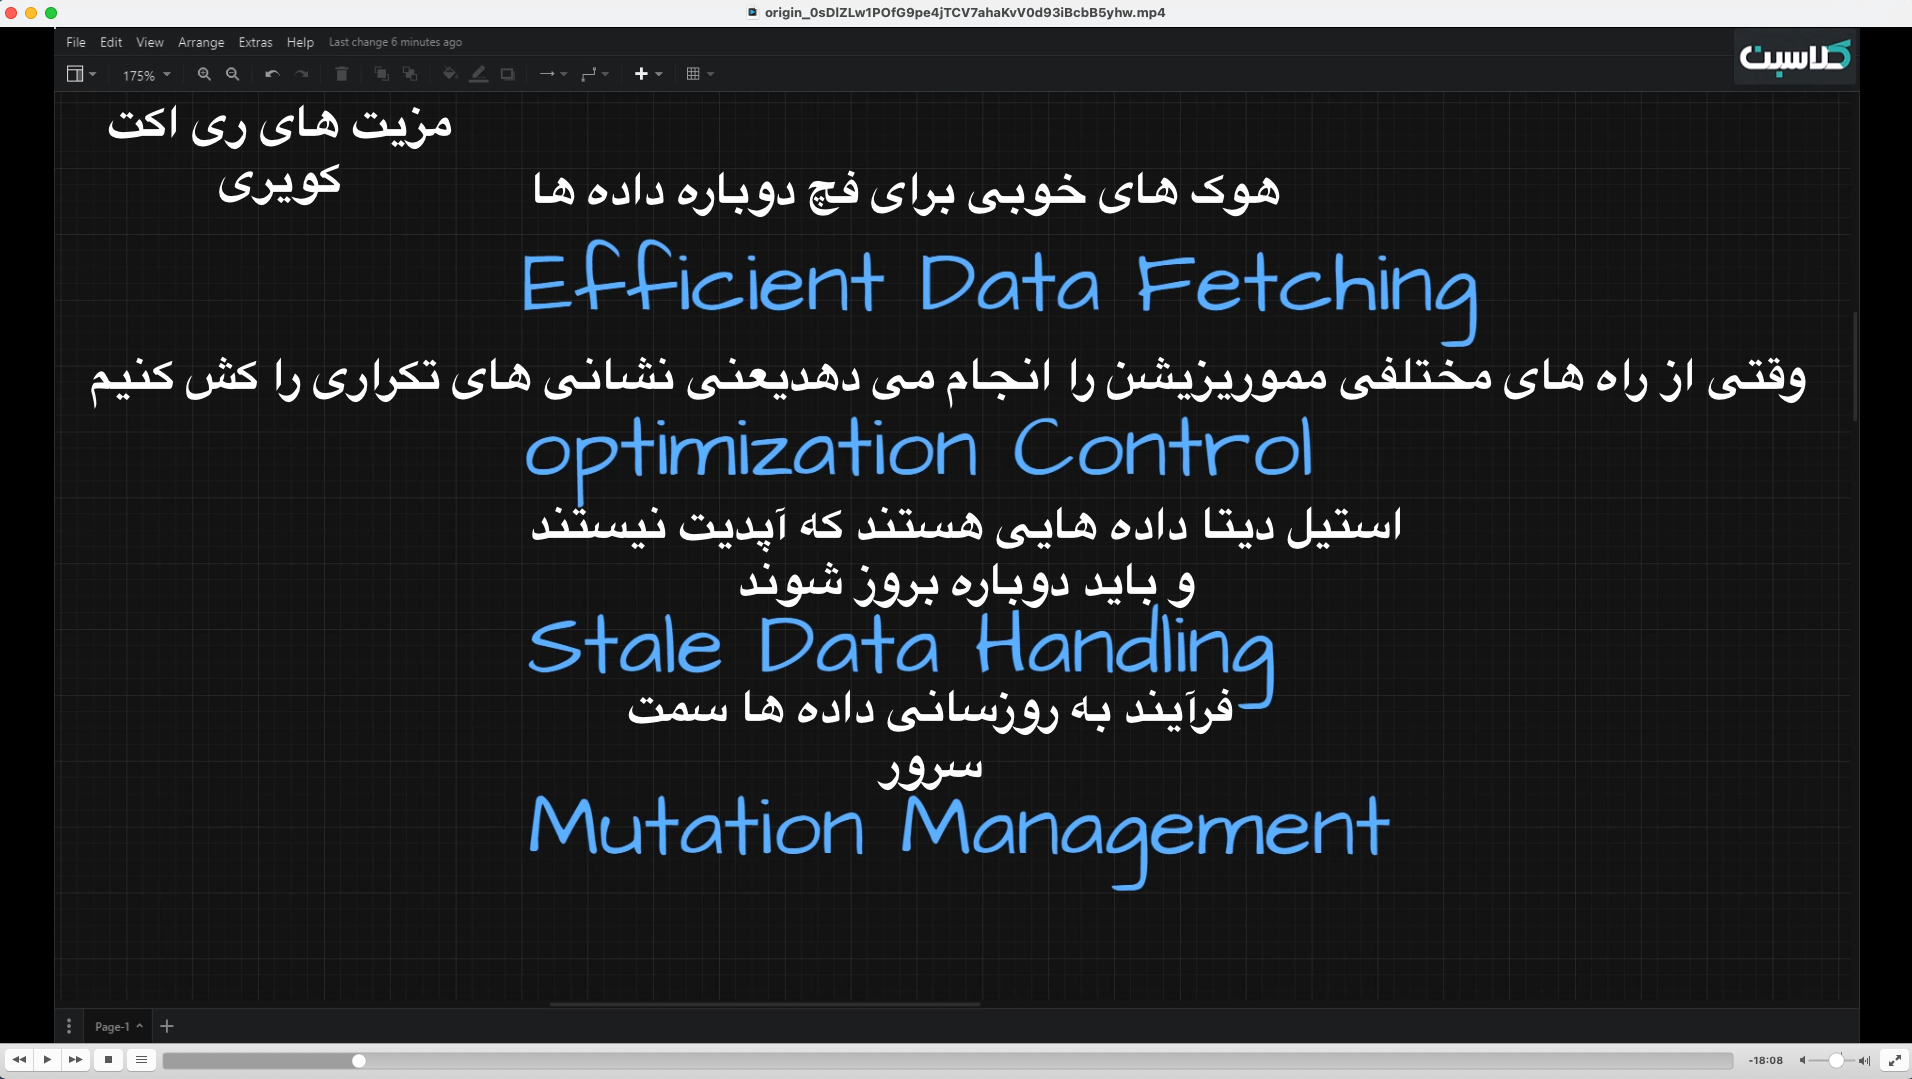 origin_0sDlZLw1POfG9pe4jTCV7ahaKvV0d93iBcbB5yhw.mp4
File Edit View Arrange Extras Help Last change 6 minutes ago
کلاسبن
175%
مزیت های ری اکت
کویری
هوک های خوبی برای فچ دوباره داده ها
Efficient Data Fetching
وقتی از راه های مختلفی مموریزیشن را انجام می دهدیعنی نشانی های تکراری را کش کنیم
optimization Control
استیل دیتا داده هایی هستند که آپدیت نیستند
و باید دوباره بروز شوند
Stale Data Handling
فرآیند به روزسانی داده ها سمت
سرور
Mutation Management
Page-1
-18:08